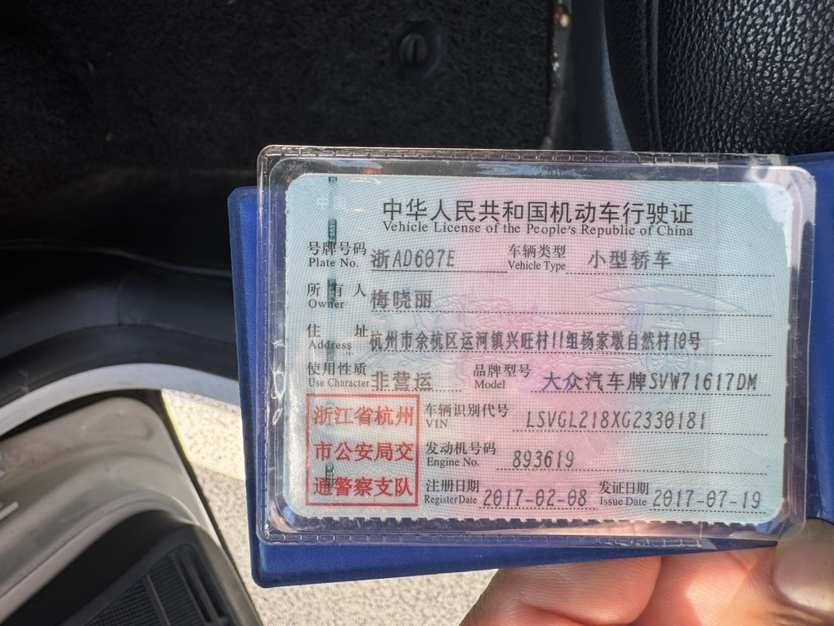 中华人民共和国机动车行驶证
Vehicle License of the People's Republic of China
号牌号码 浙AD607E 车辆类型 小型轿车
Plate No. Vehicle Type
所有人 梅晓丽
Owner
住址 杭州市余杭区运河镇兴旺村11组杨家墩自然村10号
Address
使用性质 非营运 品牌型号 大众汽车牌SVW71617DM
Use Character Model
浙江省杭州
市公安局交
通警察支队
车辆识别代号 LSVGL218XG2330181
VIN
发动机号码 893619
Engine No.
注册日期 2017-02-08 发证日期 2017-07-19
Register Date Issue Date